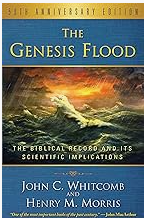 50TH ANNIVERSARY EDITION
THE
GENESIS FLOOD
THE BIBLICAL RECORD AND ITS
SCIENTIFIC IMPLICATIONS
JOHN C. WHITCOMB
AND
HENRY M. MORRIS
"One of the most important books of the past century." —John MacArthur